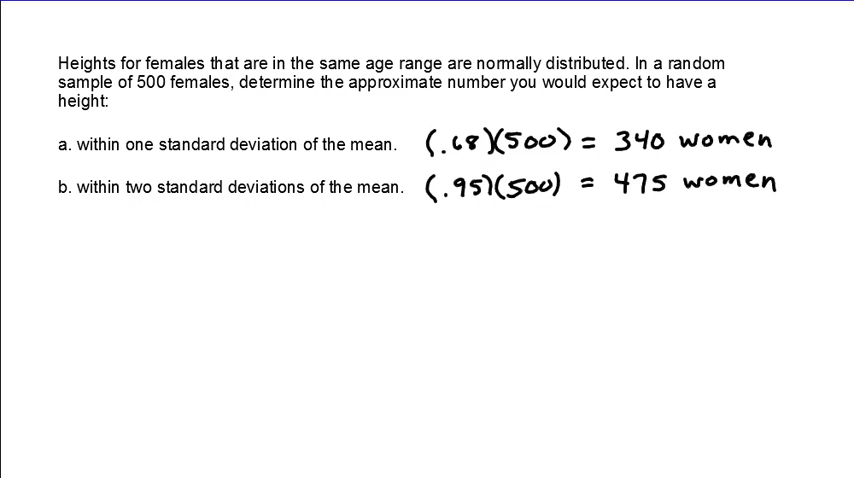 Heights for females that are in the same age range are normally distributed. In a random
sample of 500 females, determine the approximate number you would expect to have a
height:
a. within one standard deviation of the mean. (.68)(500) = 340 women
b. within two standard deviations of the mean. (.95)(500) = 475 women